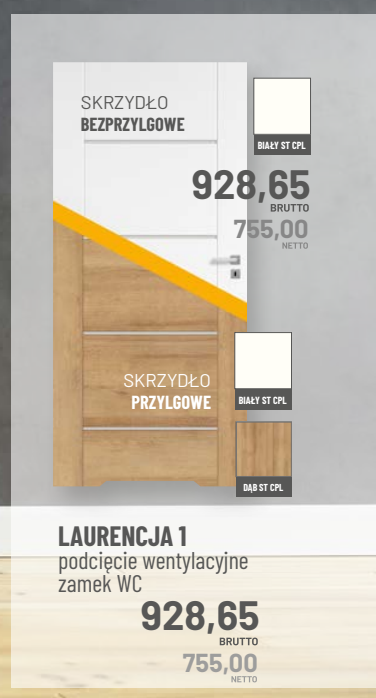 SKRZYDŁO
BEZPRZYLGOWE
BIAŁY ST CPL
928,65
BRUTTO
755,00
NETTO
SKRZYDŁO
PRZYLGOWE
BIAŁY ST CPL
DĄB ST CPL
LAURENCJA 1
podcięcie wentylacyjne
zamek WC
928,65
BRUTTO
755,00
NETTO